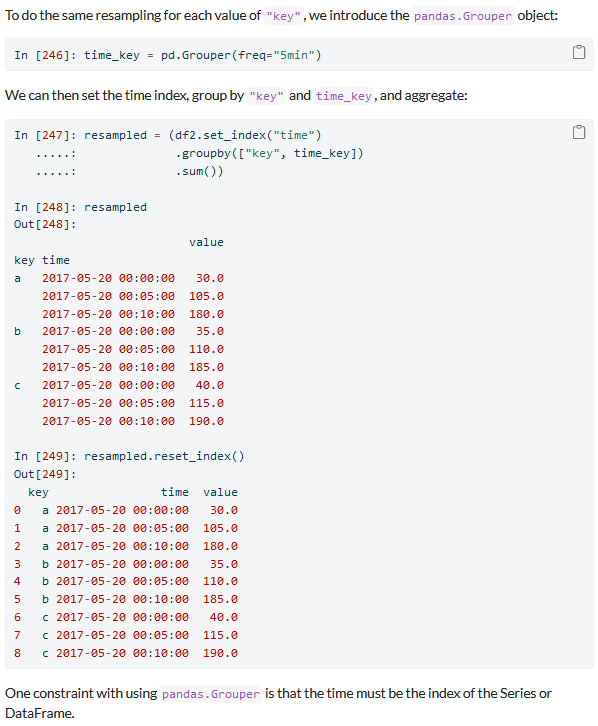 To do the same resampling for each value of "key", we introduce the pandas.Grouper object:
In [246]: time_key = pd.Grouper(freq="5min")
We can then set the time index, group by "key" and time_key, and aggregate:
In [247]: resampled = (df2.set_index("time")
   .....:              .groupby(["key", time_key])
   .....:              .sum())
In [248]: resampled
Out[248]:
                         value
key time
a   2017-05-20 00:00:00   30.0
    2017-05-20 00:05:00  105.0
    2017-05-20 00:10:00  180.0
b   2017-05-20 00:00:00   35.0
    2017-05-20 00:05:00  110.0
    2017-05-20 00:10:00  185.0
c   2017-05-20 00:00:00   40.0
    2017-05-20 00:05:00  115.0
    2017-05-20 00:10:00  190.0
In [249]: resampled.reset_index()
Out[249]:
  key                time  value
0   a 2017-05-20 00:00:00   30.0
1   a 2017-05-20 00:05:00  105.0
2   a 2017-05-20 00:10:00  180.0
3   b 2017-05-20 00:00:00   35.0
4   b 2017-05-20 00:05:00  110.0
5   b 2017-05-20 00:10:00  185.0
6   c 2017-05-20 00:00:00   40.0
7   c 2017-05-20 00:05:00  115.0
8   c 2017-05-20 00:10:00  190.0
One constraint with using pandas.Grouper is that the time must be the index of the Series or
DataFrame.